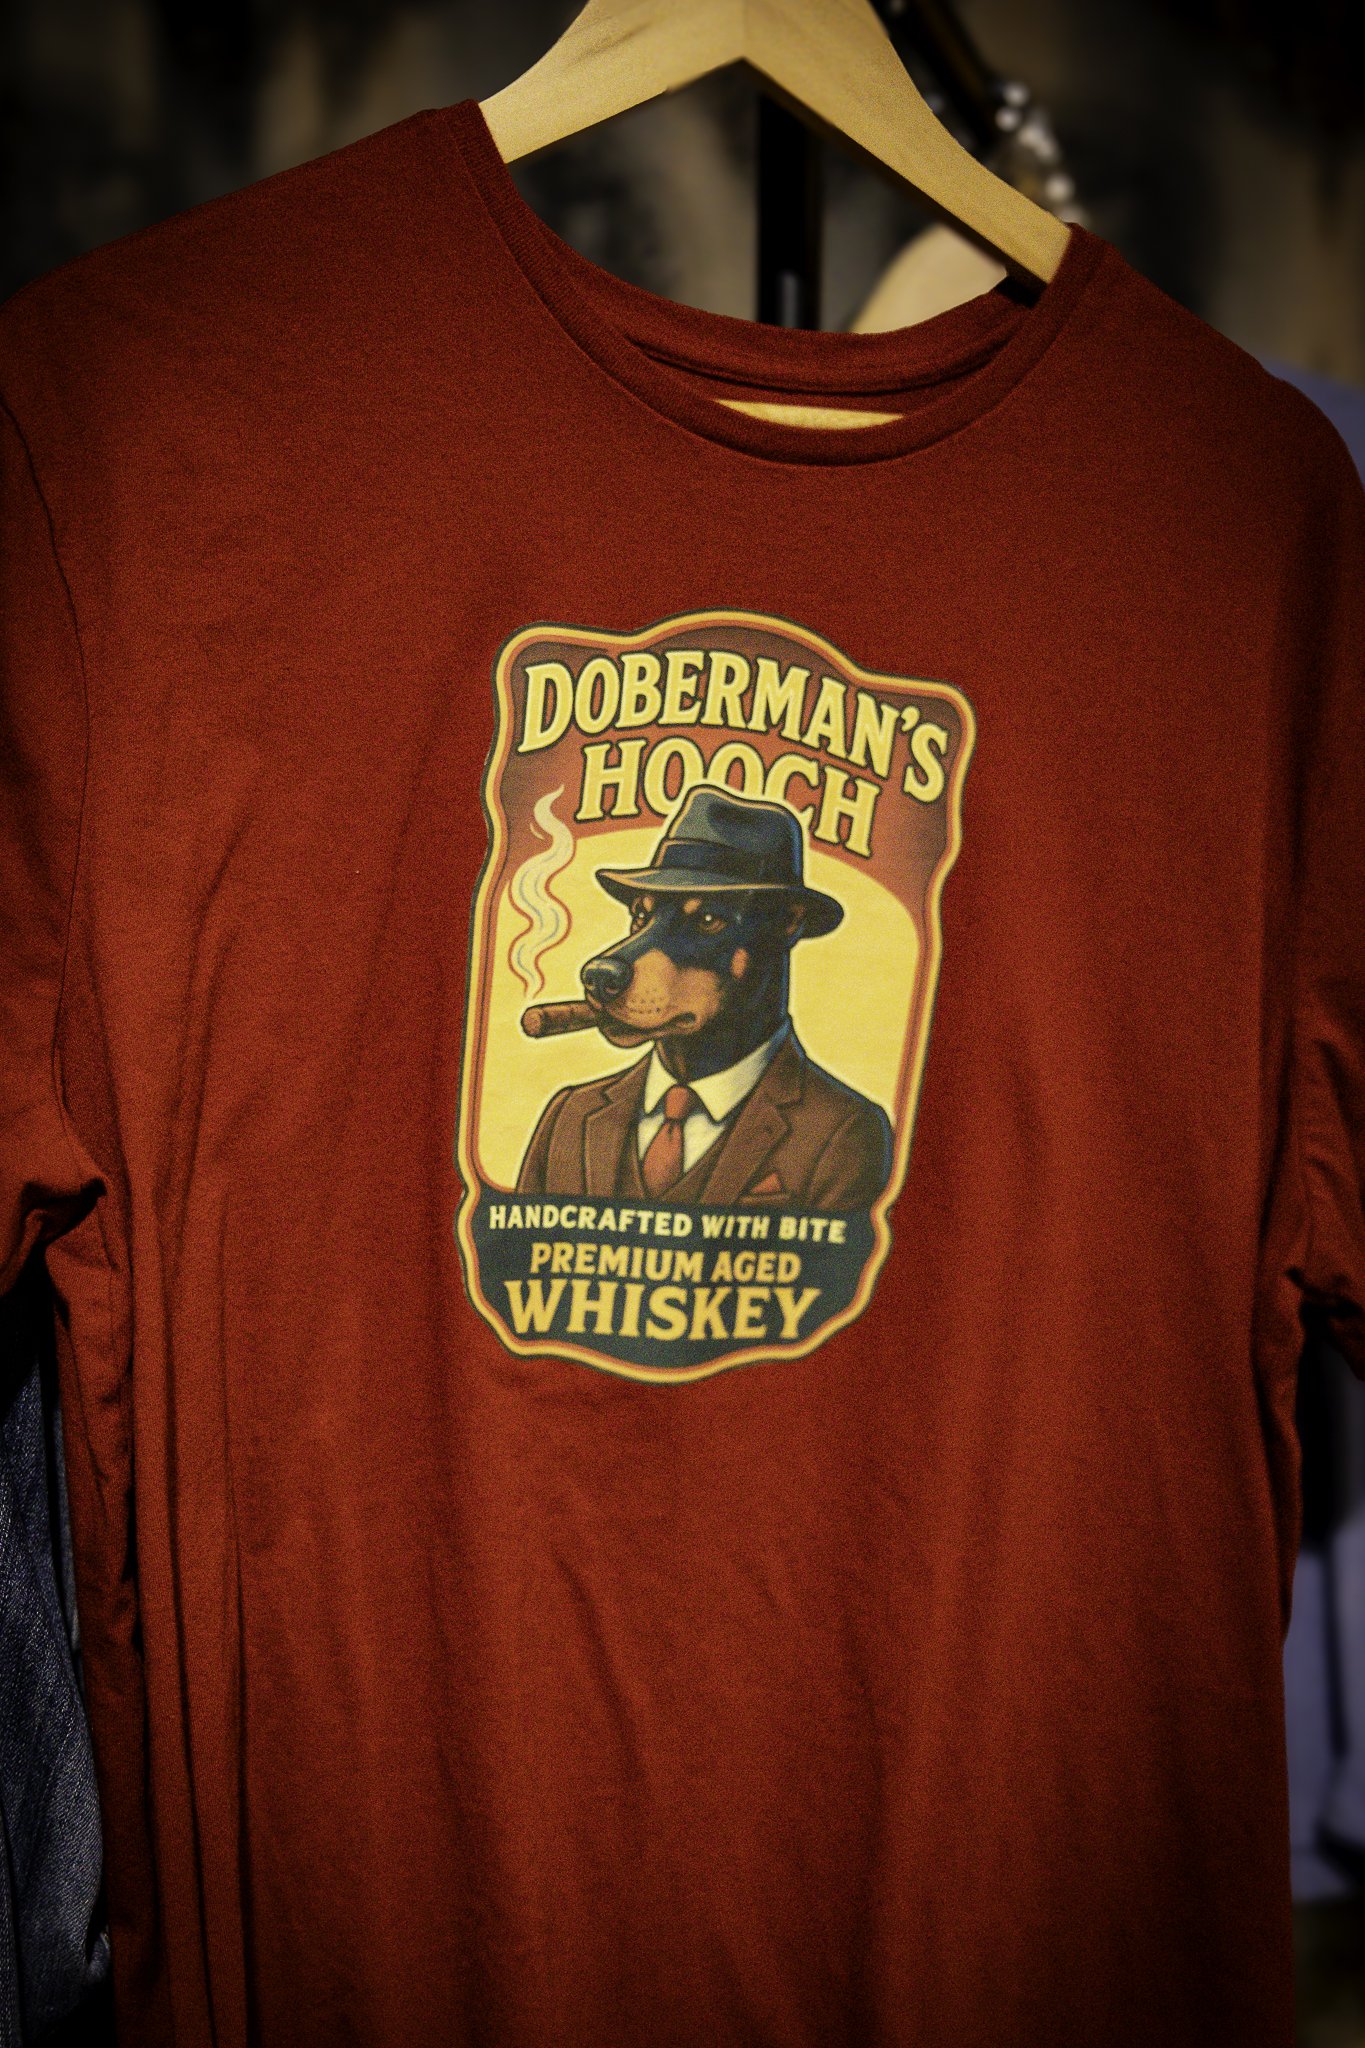 DOBERMAN'S
HOOCH
HANDCRAFTED WITH BITE
PREMIUM AGED
WHISKEY